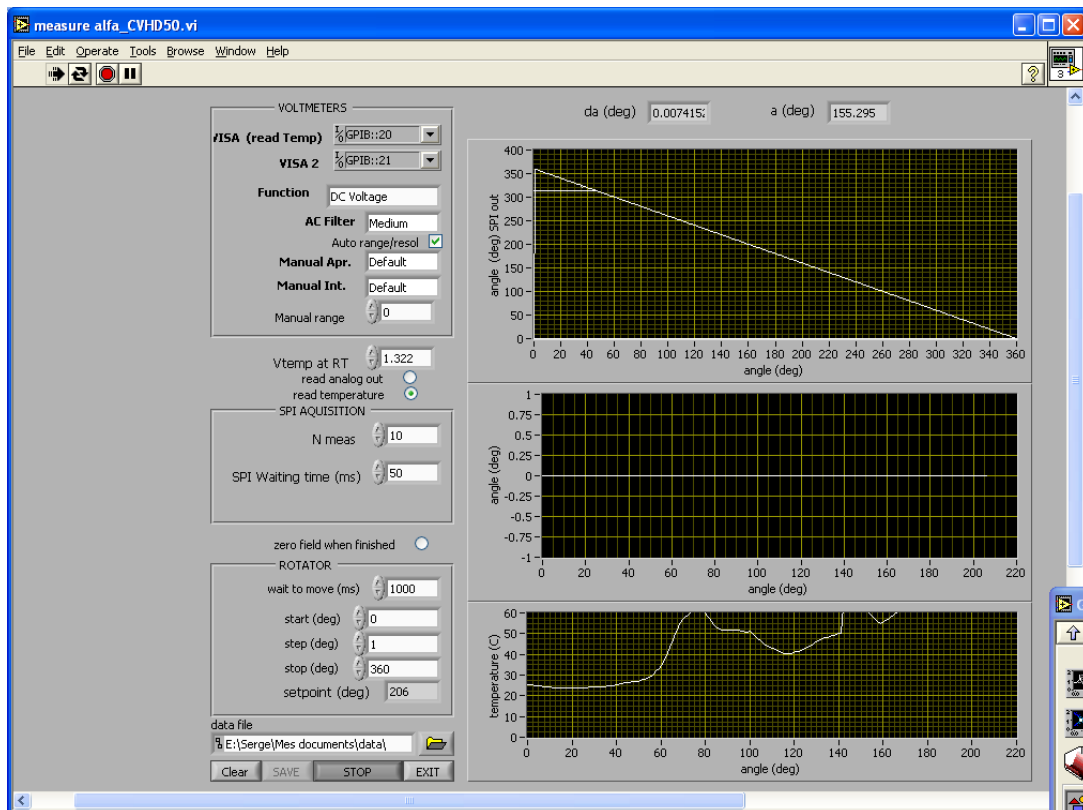 measure alfa_CVHD50.vi
File Edit Operate Tools Browse Window Help
3
VOLTMETERS
VISA (read Temp) GPIB::20
VISA 2 GPIB::21
Function DC Voltage
AC Filter Medium
Auto range/resol
Manual Apr. Default
Manual Int. Default
Manual range 0
Vtemp at RT 1.322
read analog out
read temperature
SPI AQUISITION
N meas 10
SPI Waiting time (ms) 50
zero field when finished
ROTATOR
wait to move (ms) 1000
start (deg) 0
step (deg) 1
stop (deg) 360
setpoint (deg) 206
data file
E:\Serge\Mes documents\data\
Clear SAVE STOP EXIT
da (deg) 0.007415 a (deg) 155.295
angle (deg) SPI out
400
350
300
250
200
150
100
50
0
0 20 40 60 80 100 120 140 160 180 200 220 240 260 280 300 320 340 360
angle (deg)
angle (deg)
1
0.75
0.5
0.25
0
-0.25
-0.5
-0.75
-1
0 20 40 60 80 100 120 140 160 180 200 220
angle (deg)
temperature (C)
60
50
40
30
20
10
0
0 20 40 60 80 100 120 140 160 180 200 220
angle (deg)